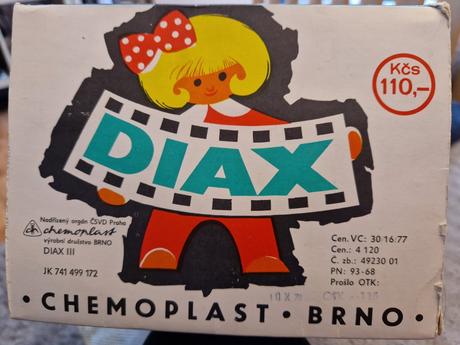 Kčs
110,–
DIAX
Nadřízený orgán ČSVD Praha
chemoplast
výrobní družstvo BRNO
DIAX III
JK 741 499 172
Cen. VC: 30/16/77
Cen.: 4 120
Č. zb.: 49230 01
PN: 93-68
Prošlo OTK:
• CHEMOPLAST • BRNO •